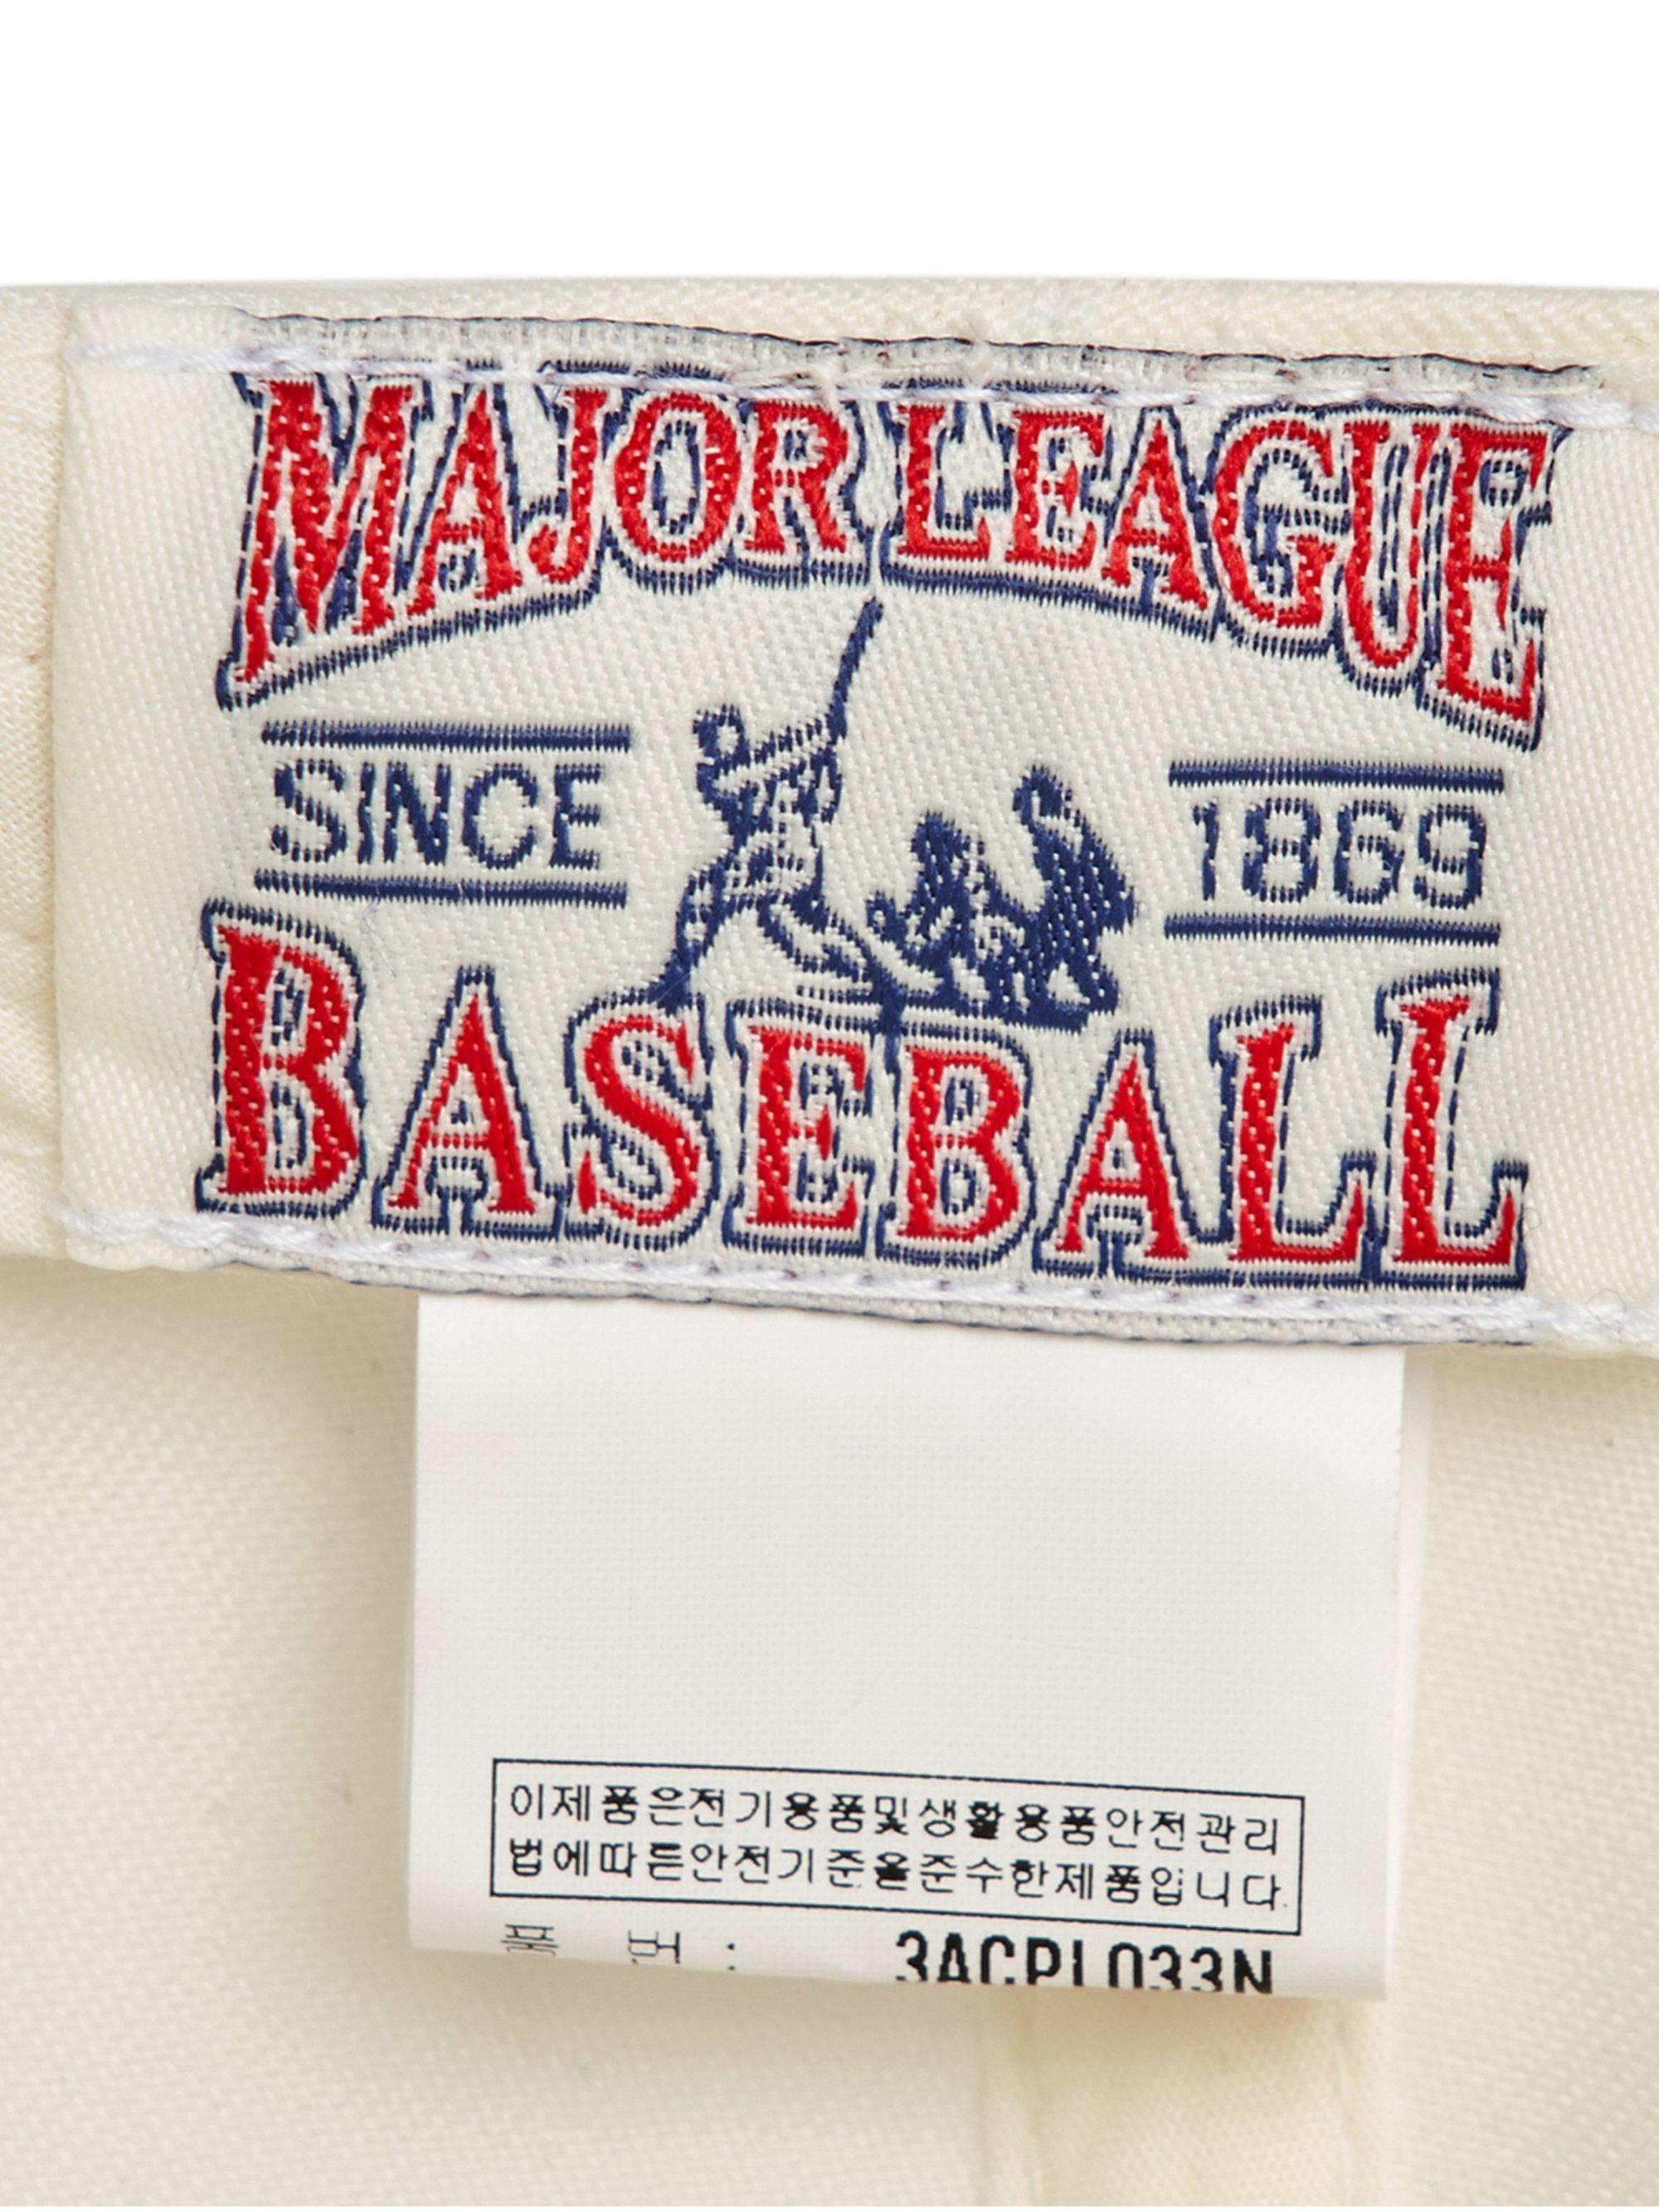 MAJOR LEAGUE
SINCE 1869
BASEBALL
이제품은전기용품및생활용품안전관리
법에따른안전기준을준수한제품입니다.
품 번 : 3ACPL033N